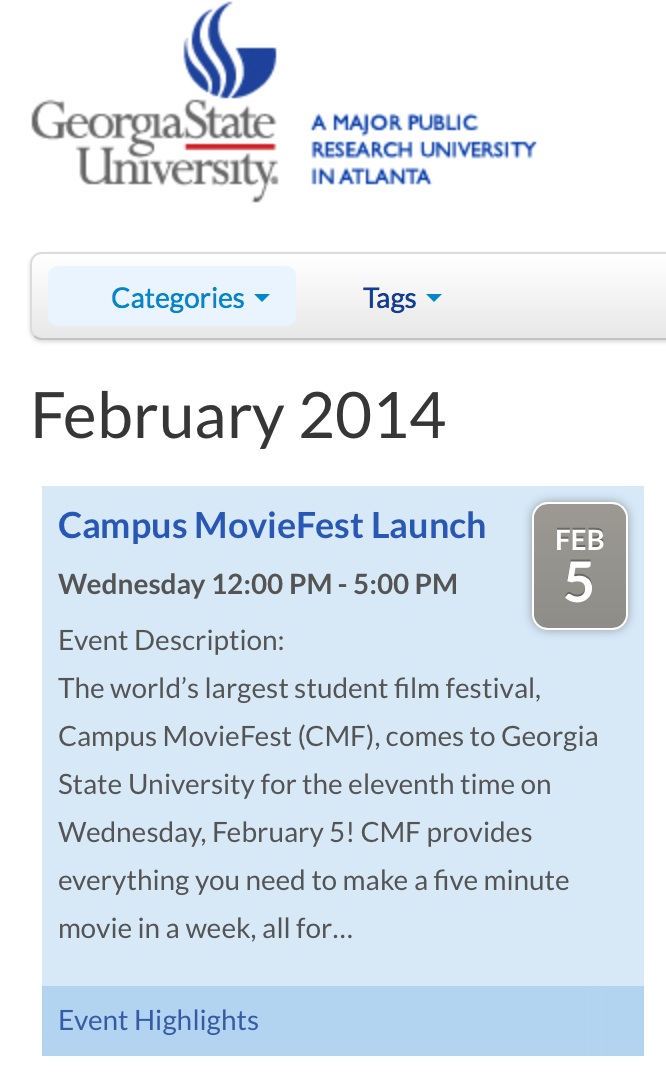 GeorgiaState
University.
A MAJOR PUBLIC
RESEARCH UNIVERSITY
IN ATLANTA
Categories
Tags
February 2014
Campus MovieFest Launch
FEB
5
Wednesday 12:00 PM - 5:00 PM
Event Description:
The world’s largest student film festival,
Campus MovieFest (CMF), comes to Georgia
State University for the eleventh time on
Wednesday, February 5! CMF provides
everything you need to make a five minute
movie in a week, all for…
Event Highlights